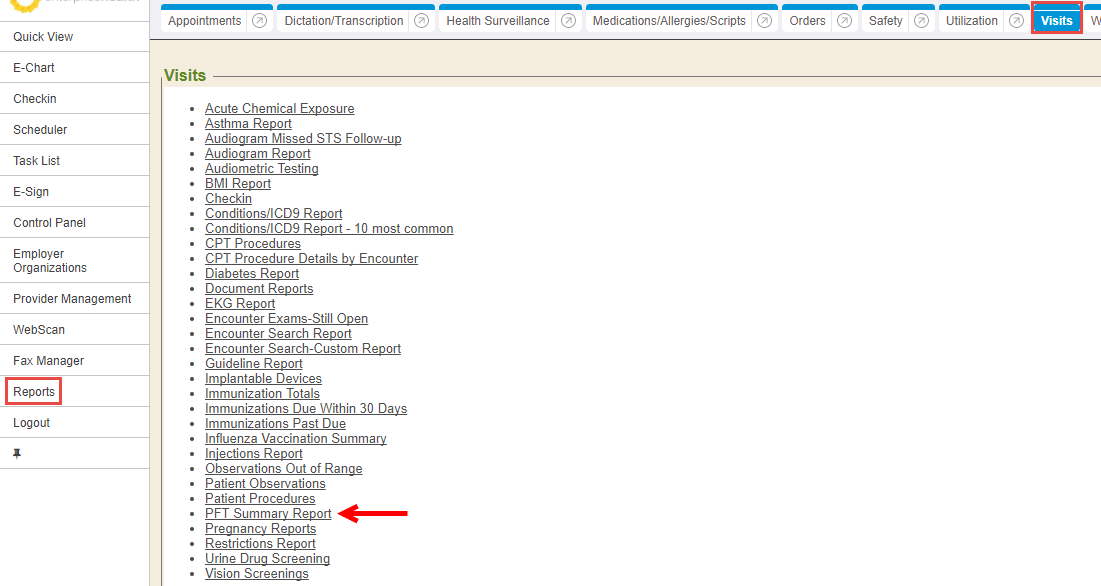 Appointments
Dictation/Transcription
Health Surveillance
Medications/Allergies/Scripts
Orders
Safety
Utilization
Visits
W
Quick View
E-Chart
Checkin
Scheduler
Task List
E-Sign
Control Panel
Employer
Organizations
Provider Management
WebScan
Fax Manager
Reports
Logout
Visits
Acute Chemical Exposure
Asthma Report
Audiogram Missed STS Follow-up
Audiogram Report
Audiometric Testing
BMI Report
Checkin
Conditions/ICD9 Report
Conditions/ICD9 Report - 10 most common
CPT Procedures
CPT Procedure Details by Encounter
Diabetes Report
Document Reports
EKG Report
Encounter Exams-Still Open
Encounter Search Report
Encounter Search-Custom Report
Guideline Report
Implantable Devices
Immunization Totals
Immunizations Due Within 30 Days
Immunizations Past Due
Influenza Vaccination Summary
Injections Report
Observations Out of Range
Patient Observations
Patient Procedures
PFT Summary Report
Pregnancy Reports
Restrictions Report
Urine Drug Screening
Vision Screenings